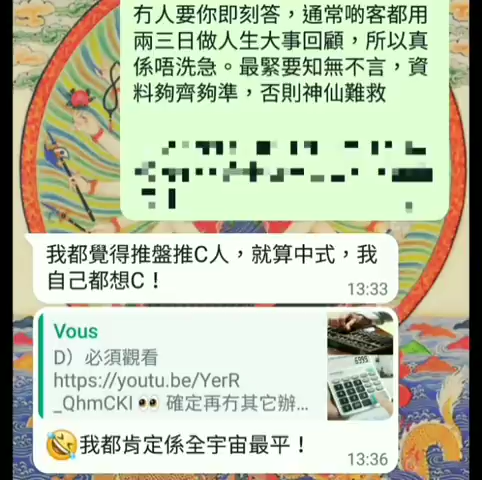 冇人要你即刻答，通常啲客都用
兩三日做人生大事回顧，所以真
係唔洗急。最緊要知無不言，資
料夠齊夠準，否則神仙難救
我都覺得推盤推C人，就算中式，我
自己都想C！
13:33
Vous
D）必須觀看
https://youtu.be/YerR
_QhmCKI 👀 確定再冇其它辦...
🤣我都肯定係全宇宙最平！
13:36